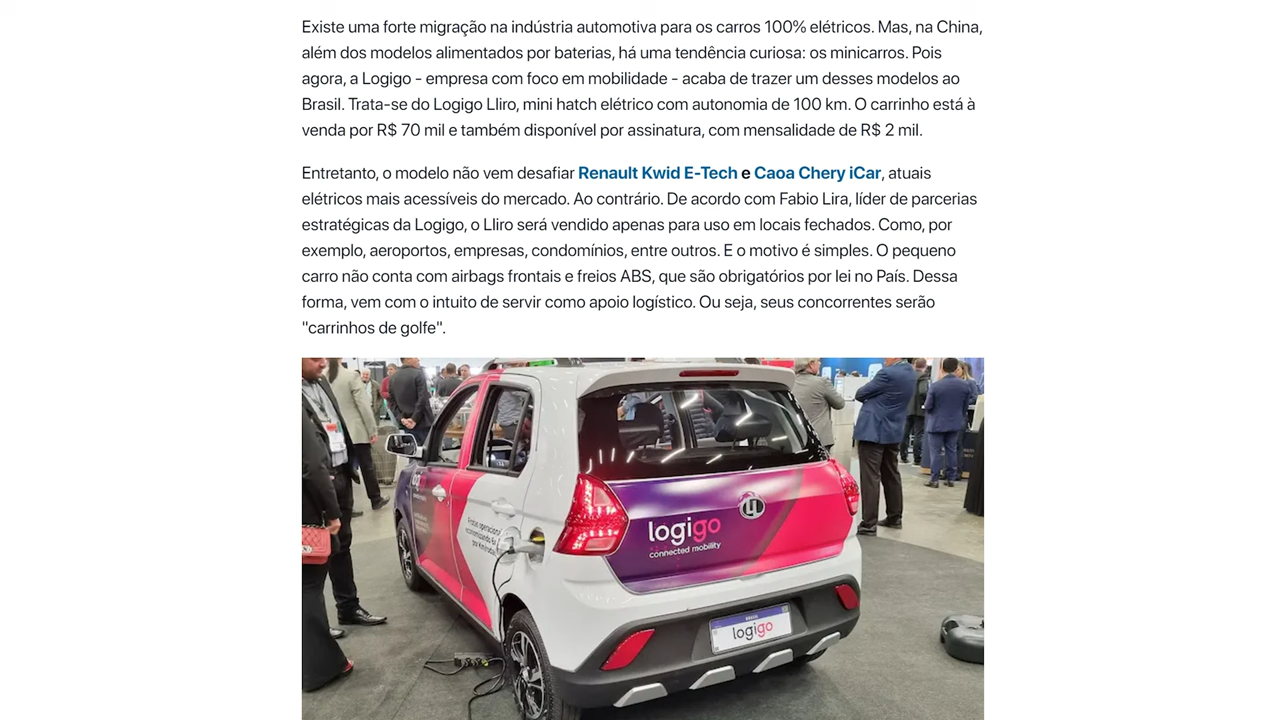 Existe uma forte migração na indústria automotiva para os carros 100% elétricos. Mas, na China,
além dos modelos alimentados por baterias, há uma tendência curiosa: os minicarros. Pois
agora, a Logigo - empresa com foco em mobilidade - acaba de trazer um desses modelos ao
Brasil. Trata-se do Logigo Lliro, mini hatch elétrico com autonomia de 100 km. O carrinho está à
venda por R$ 70 mil e também disponível por assinatura, com mensalidade de R$ 2 mil.
Entretanto, o modelo não vem desafiar Renault Kwid E-Tech e Caoa Chery iCar, atuais
elétricos mais acessíveis do mercado. Ao contrário. De acordo com Fabio Lira, líder de parcerias
estratégicas da Logigo, o Lliro será vendido apenas para uso em locais fechados. Como, por
exemplo, aeroportos, empresas, condomínios, entre outros. E o motivo é simples. O pequeno
carro não conta com airbags frontais e freios ABS, que são obrigatórios por lei no País. Dessa
forma, vem com o intuito de servir como apoio logístico. Ou seja, seus concorrentes serão
"carrinhos de golfe".
logigo
connected mobility
BRASIL
logigo